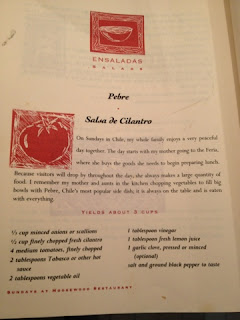 ENSALADAS
SALADS
Pebre
Salsa de Cilantro
On Sundays in Chile, my whole family enjoys a very peaceful
day together. The day starts with my mother going to the Feria,
where she buys the goods she needs to begin preparing lunch.
Because visitors will drop by throughout the day, she always makes a large quantity of
food. I remember my mother and aunts in the kitchen chopping vegetables to fill big
bowls with Pebre, Chile's most popular side dish, it is always on the table and is eaten
with everything.
YIELDS ABOUT 3 CUPS
½ cup minced onions or scallions
½ cup finely chopped fresh cilantro
4 medium tomatoes, finely chopped
2 tablespoons Tabasco or other hot
sauce
2 tablespoons vegetable oil
1 tablespoon vinegar
1 tablespoon fresh lemon juice
1 garlic clove, pressed or minced
(optional)
salt and ground black pepper to taste
SUNDAYS AT MOOSEWOOD RESTAURANT